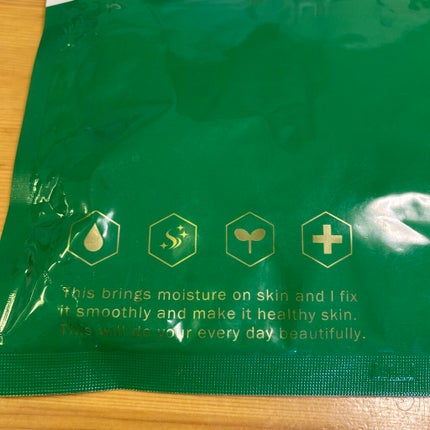 This brings moisture on skin and I fix
it smoothly and make it healthy skin.
This will do your every day beautifully.